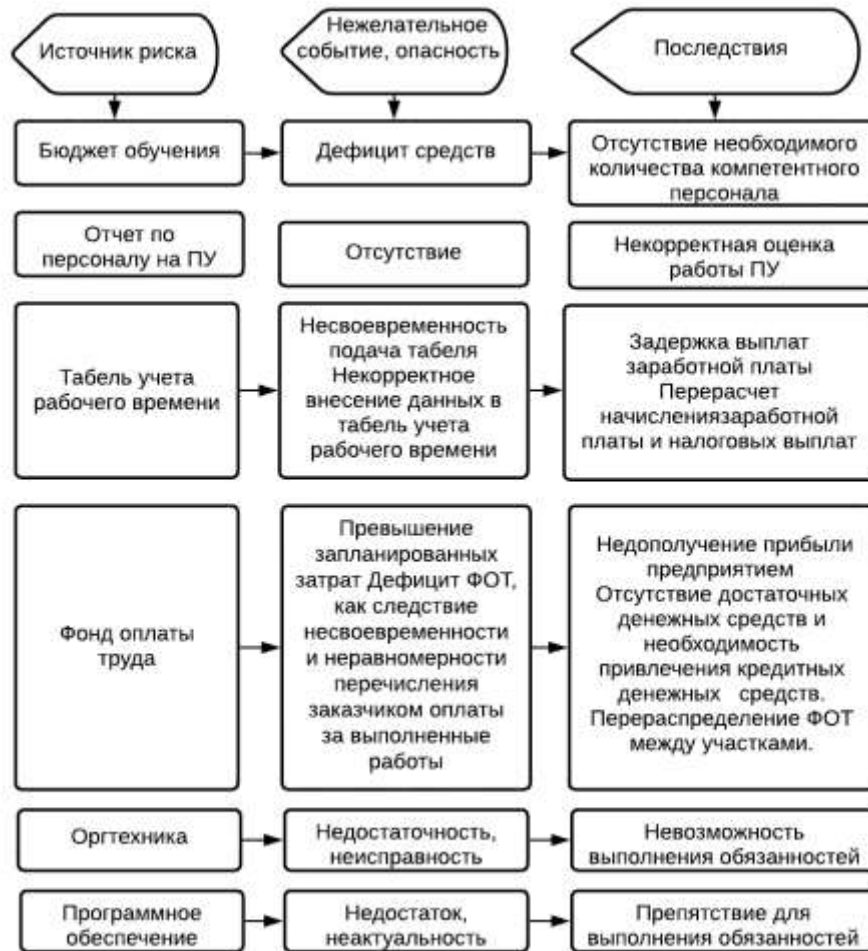 Источник риска
Нежелательное
событие, опасность
Последствия
Бюджет обучения
Дефицит средств
Отсутствие необходимого
количества компетентного
персонала
Отчет по
персоналу на ПУ
Отсутствие
Некорректная оценка
работы ПУ
Табель учета
рабочего времени
Несвоевременность
подача табеля
Некорректное
внесение данных в
табель учета
рабочего времени
Задержка выплат
заработной платы
Перерасчет
начислениязаработной
платы и налоговых выплат
Фонд оплаты
труда
Превышение
запланированных
затрат Дефицит ФОТ,
как следствие
несвоевременности
и неравномерности
перечисления
заказчиком оплаты
за выполненные
работы
Недополучение прибыли
предприятием
Отсутствие достаточных
денежных средств и
необходимость
привлечения кредитных
денежных средств.
Перераспределение ФОТ
между участками.
Оргтехника
Недостаточность,
неисправность
Невозможность
выполнения обязанностей
Программное
обеспечение
Недостаток,
неактуальность
Препятствие для
выполнения обязанностей